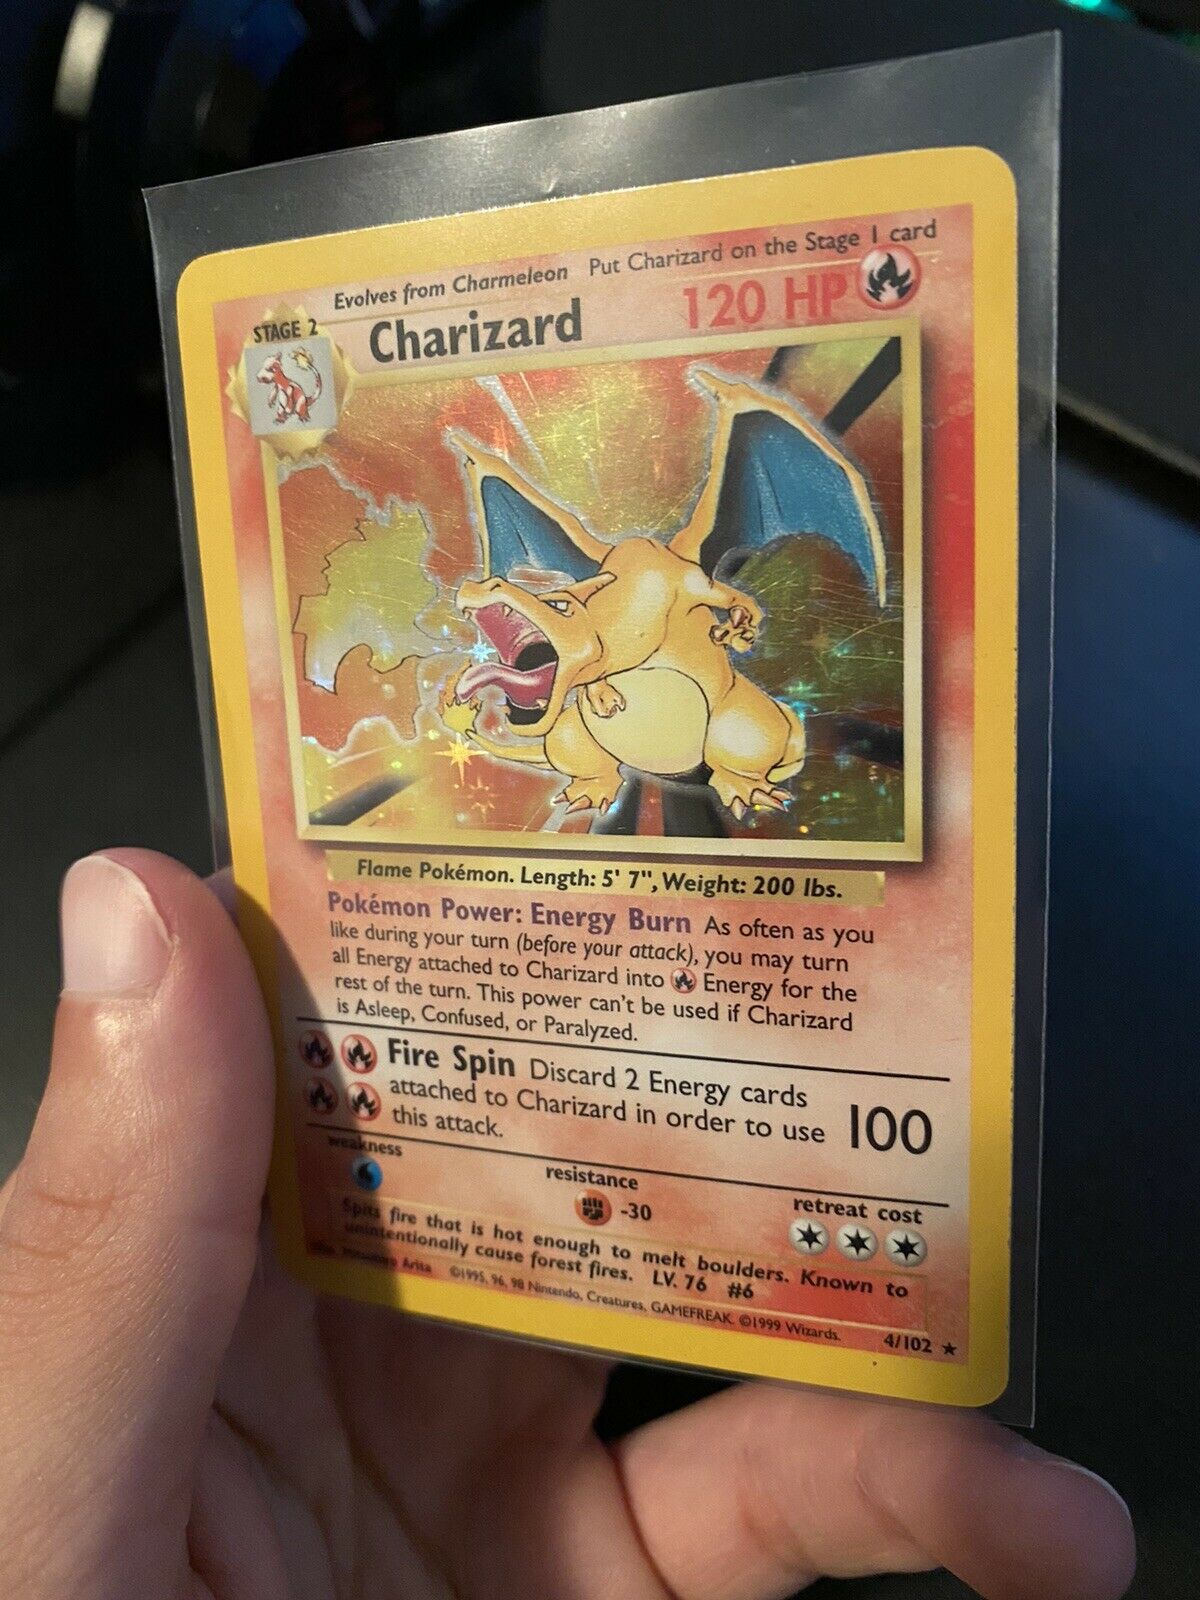 Evolves from Charmeleon Put Charizard on the Stage 1 card
STAGE 2
Charizard
120 HP
Flame Pokémon. Length: 5' 7", Weight: 200 lbs.
Pokémon Power: Energy Burn As often as you
like during your turn (before your attack), you may turn
all Energy attached to Charizard into Energy for the
rest of the turn. This power can't be used if Charizard
is Asleep, Confused, or Paralyzed.
Fire Spin Discard 2 Energy cards
attached to Charizard in order to use
this attack.
100
weakness
resistance
-30
retreat cost
Spits fire that is hot enough to melt boulders. Known to
unintentionally cause forest fires. LV. 76 #6
Illus. Mitsuhiro Arita ©1995, 96, 98 Nintendo, Creatures, GAMEFREAK. ©1999 Wizards. 4/102 ★